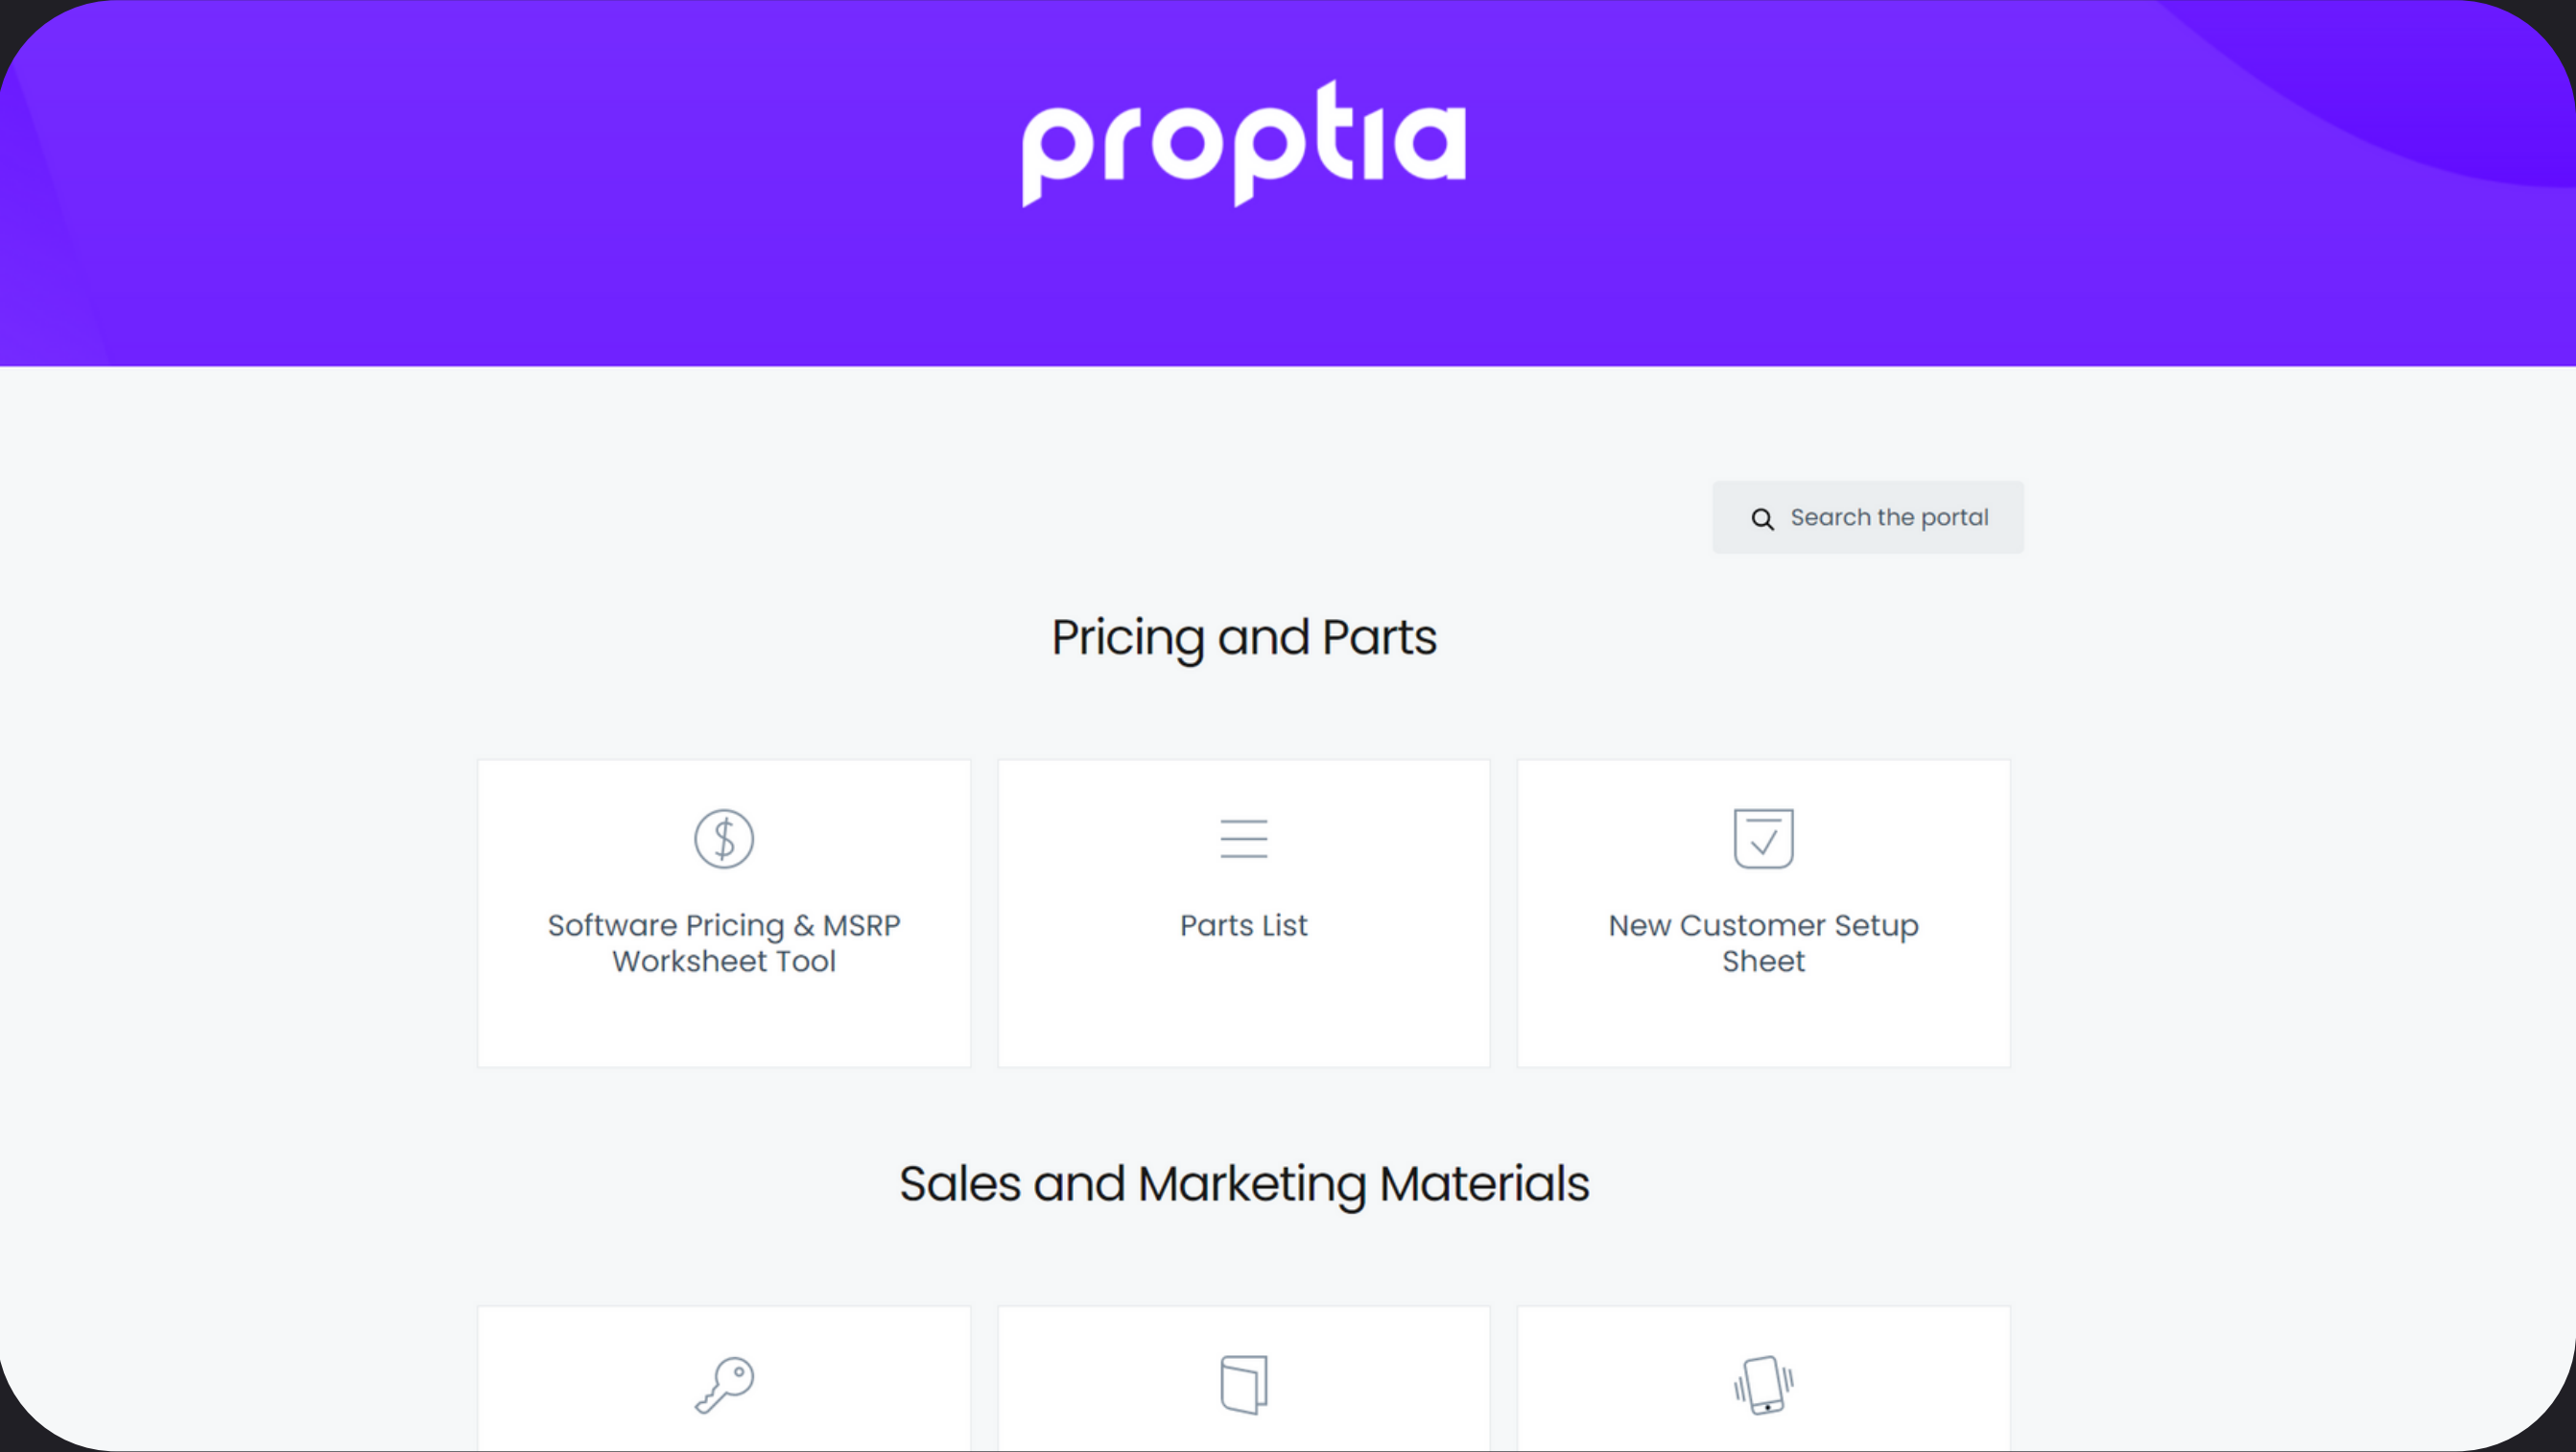 proptia
Search the portal
Pricing and Parts
Software Pricing & MSRP
Worksheet Tool
Parts List
New Customer Setup
Sheet
Sales and Marketing Materials